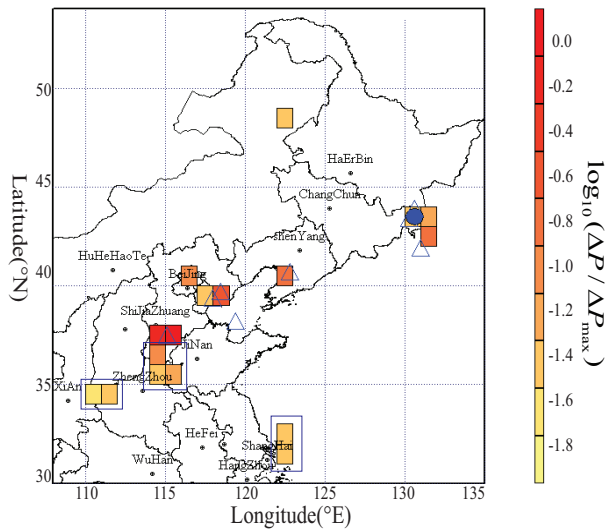 50
45
40
35
30
Latitude(°N)
HaErBin
ChangChun
shenYang
HuHeHaoTe
BeiJing
ShiJiaZhuang
JiNan
ZhengZhou
XiAn
HeFei
ShangHai
WuHan
HangZhou
110
115
120
125
130
135
Longitude(°E)
0.0
-0.2
-0.4
-0.6
-0.8
-1.0
-1.2
-1.4
-1.6
-1.8
log₁₀(ΔP/ΔPmax)